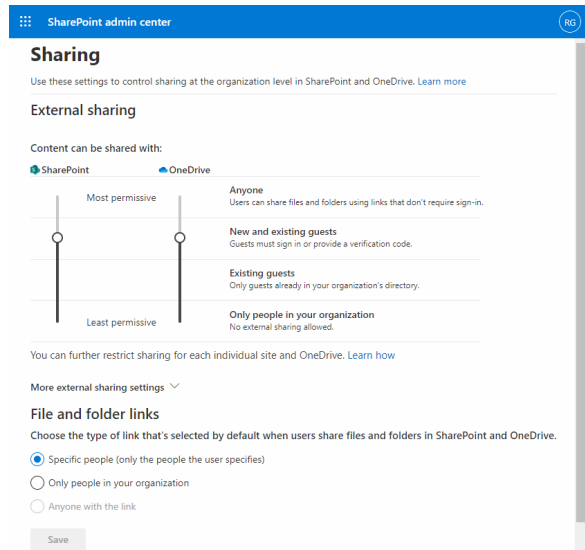 SharePoint admin center
RG
Sharing
Use these settings to control sharing at the organization level in SharePoint and OneDrive. Learn more
External sharing
Content can be shared with:
SharePoint
OneDrive
Most permissive
Anyone
Users can share files and folders using links that don't require sign-in.
New and existing guests
Guests must sign in or provide a verification code.
Existing guests
Only guests already in your organization's directory.
Least permissive
Only people in your organization
No external sharing allowed.
You can further restrict sharing for each individual site and OneDrive. Learn how
More external sharing settings
File and folder links
Choose the type of link that's selected by default when users share files and folders in SharePoint and OneDrive.
Specific people (only the people the user specifies)
Only people in your organization
Anyone with the link
Save